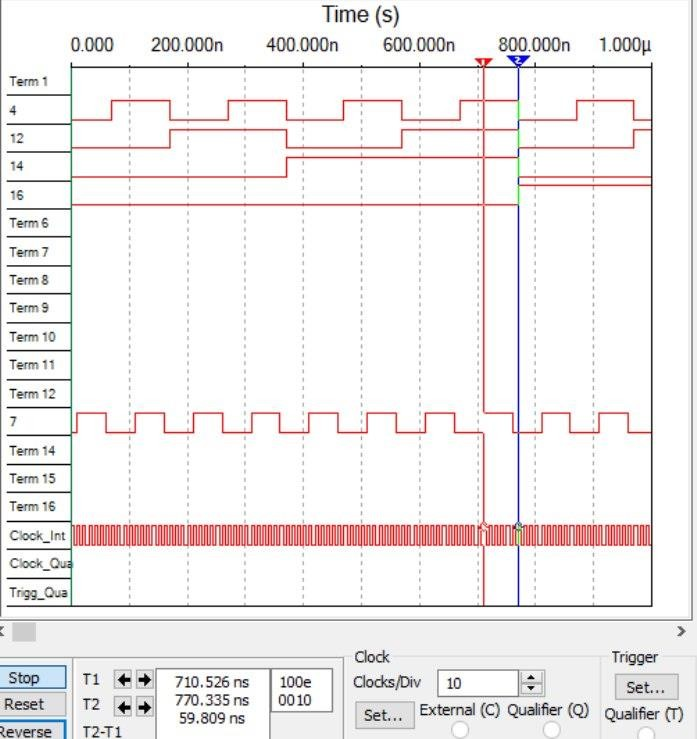 Time (s)
0.000 200.000n 400.000n 600.000n 800.000n 1.000µ
1 2
Term 1
4
12
14
16
Term 6
Term 7
Term 8
Term 9
Term 10
Term 11
Term 12
7
Term 14
Term 15
Term 16
Clock_Int
Clock_Qua
Trigg_Qua
Stop
Reset
Reverse
T1
T2
T2-T1
710.526 ns
770.335 ns
59.809 ns
100e
0010
Clock
Clocks/Div 10
Set... External (C) Qualifier (Q)
Trigger
Set...
Qualifier (T)